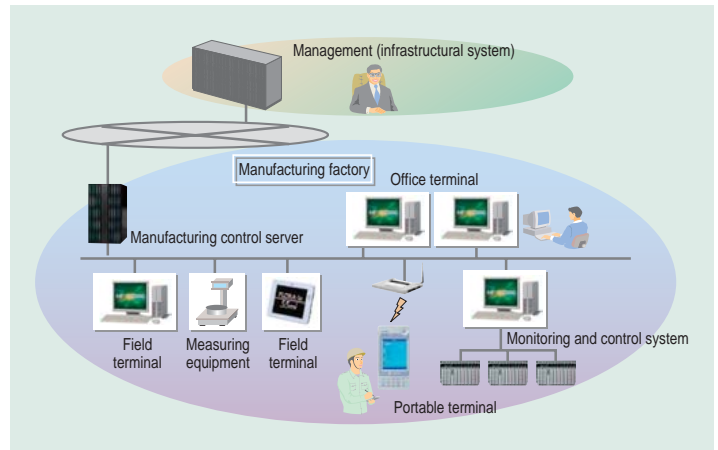 Management (infrastructural system)
Manufacturing factory
Office terminal
Manufacturing control server
Field
terminal
Measuring
equipment
Field
terminal
Monitoring and control system
Portable terminal